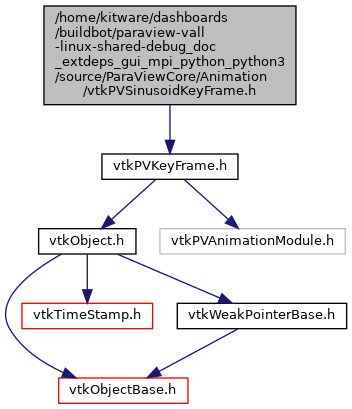 /home/kitware/dashboards
/buildbot/paraview-vall
-linux-shared-debug_doc
_extdeps_gui_mpi_python_python3
/source/ParaViewCore/Animation
/vtkPVSinusoidKeyFrame.h
vtkPVKeyFrame.h
vtkObject.h
vtkPVAnimationModule.h
vtkTimeStamp.h
vtkWeakPointerBase.h
vtkObjectBase.h